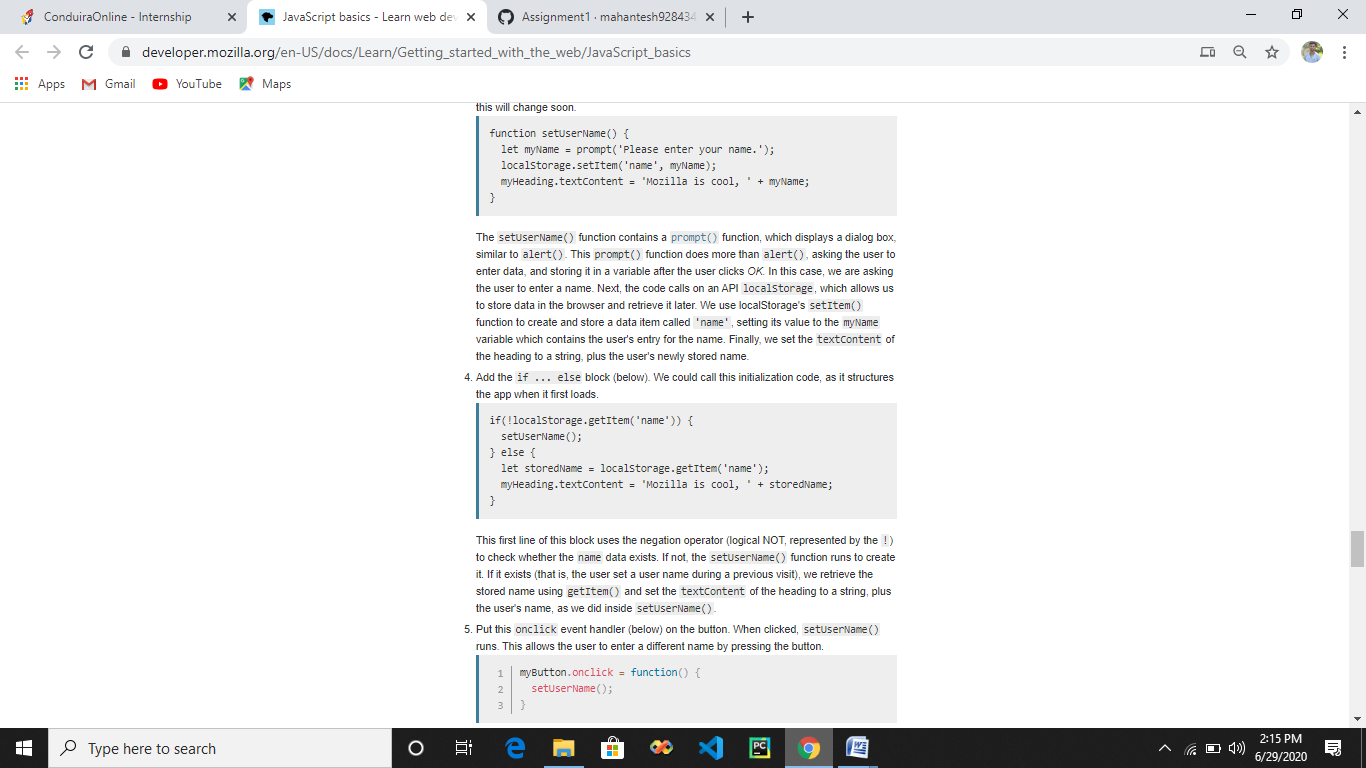 ConduiraOnline - Internship
JavaScript basics - Learn web dev
Assignment1 · mahantesh928434
developer.mozilla.org/en-US/docs/Learn/Getting_started_with_the_web/JavaScript_basics
Apps
Gmail
YouTube
Maps
this will change soon.
function setUserName() {
  let myName = prompt('Please enter your name.');
  localStorage.setItem('name', myName);
  myHeading.textContent = 'Mozilla is cool, ' + myName;
}
The setUserName() function contains a prompt() function, which displays a dialog box,
similar to alert(). This prompt() function does more than alert(), asking the user to
enter data, and storing it in a variable after the user clicks OK. In this case, we are asking
the user to enter a name. Next, the code calls on an API localStorage, which allows us
to store data in the browser and retrieve it later. We use localStorage's setItem()
function to create and store a data item called 'name', setting its value to the myName
variable which contains the user's entry for the name. Finally, we set the textContent of
the heading to a string, plus the user's newly stored name.
4. Add the if ... else block (below). We could call this initialization code, as it structures
the app when it first loads.
if(!localStorage.getItem('name')) {
  setUserName();
} else {
  let storedName = localStorage.getItem('name');
  myHeading.textContent = 'Mozilla is cool, ' + storedName;
}
This first line of this block uses the negation operator (logical NOT, represented by the !)
to check whether the name data exists. If not, the setUserName() function runs to create
it. If it exists (that is, the user set a user name during a previous visit), we retrieve the
stored name using getItem() and set the textContent of the heading to a string, plus
the user's name, as we did inside setUserName().
5. Put this onclick event handler (below) on the button. When clicked, setUserName()
runs. This allows the user to enter a different name by pressing the button.
1 myButton.onclick = function() {
2   setUserName();
3 }
Type here to search
PC
2:15 PM
6/29/2020